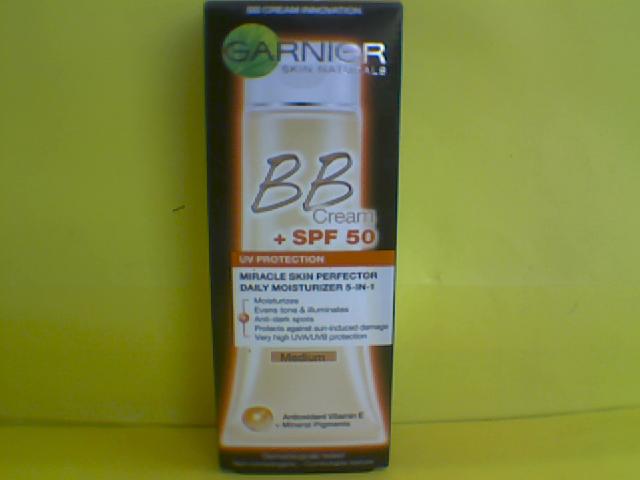 BB CREAM INNOVATION
GARNIER
SKIN NATURALS
BB
Cream
+ SPF 50
UV PROTECTION
MIRACLE SKIN PERFECTOR
DAILY MOISTURIZER 5-IN-1
Moisturizes
Evens tone & illuminates
Anti-dark spots
Protects against sun-induced damage
Very high UVA/UVB protection
Medium
Antioxidant Vitamin E
+ Mineral Pigments